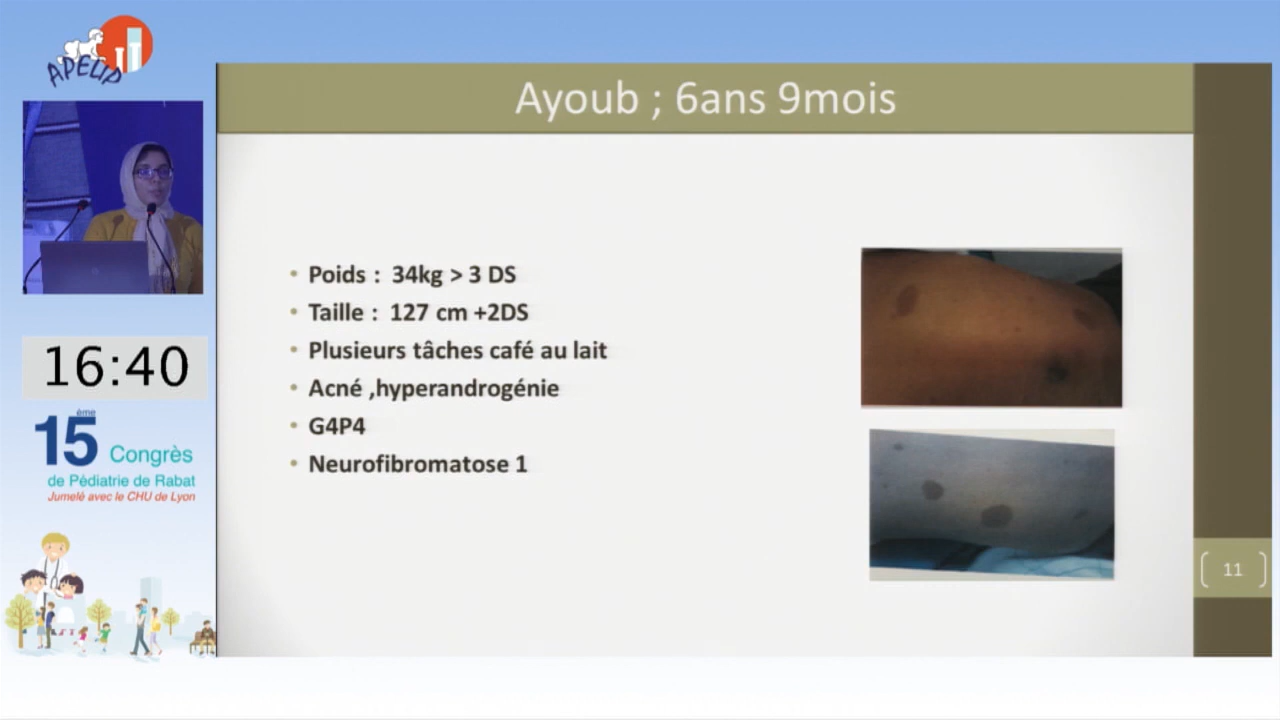 APEUP
16:40
15ème Congrès
de Pédiatrie de Rabat
Jumelé avec le CHU de Lyon
Ayoub ; 6ans 9mois
• Poids : 34kg > 3 DS
• Taille : 127 cm +2DS
• Plusieurs tâches café au lait
• Acné ,hyperandrogénie
• G4P4
• Neurofibromatose 1
11